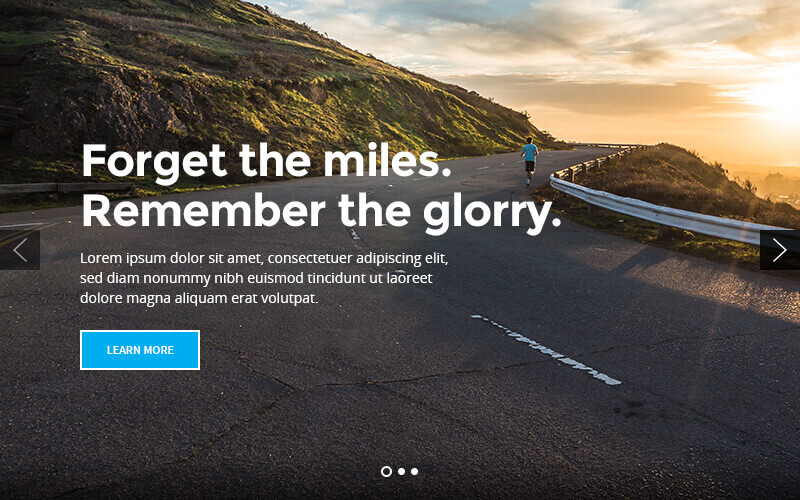 Forget the miles.
Remember the glorry.
Lorem ipsum dolor sit amet, consectetuer adipiscing elit,
sed diam nonummy nibh euismod tincidunt ut laoreet
dolore magna aliquam erat volutpat.
LEARN MORE